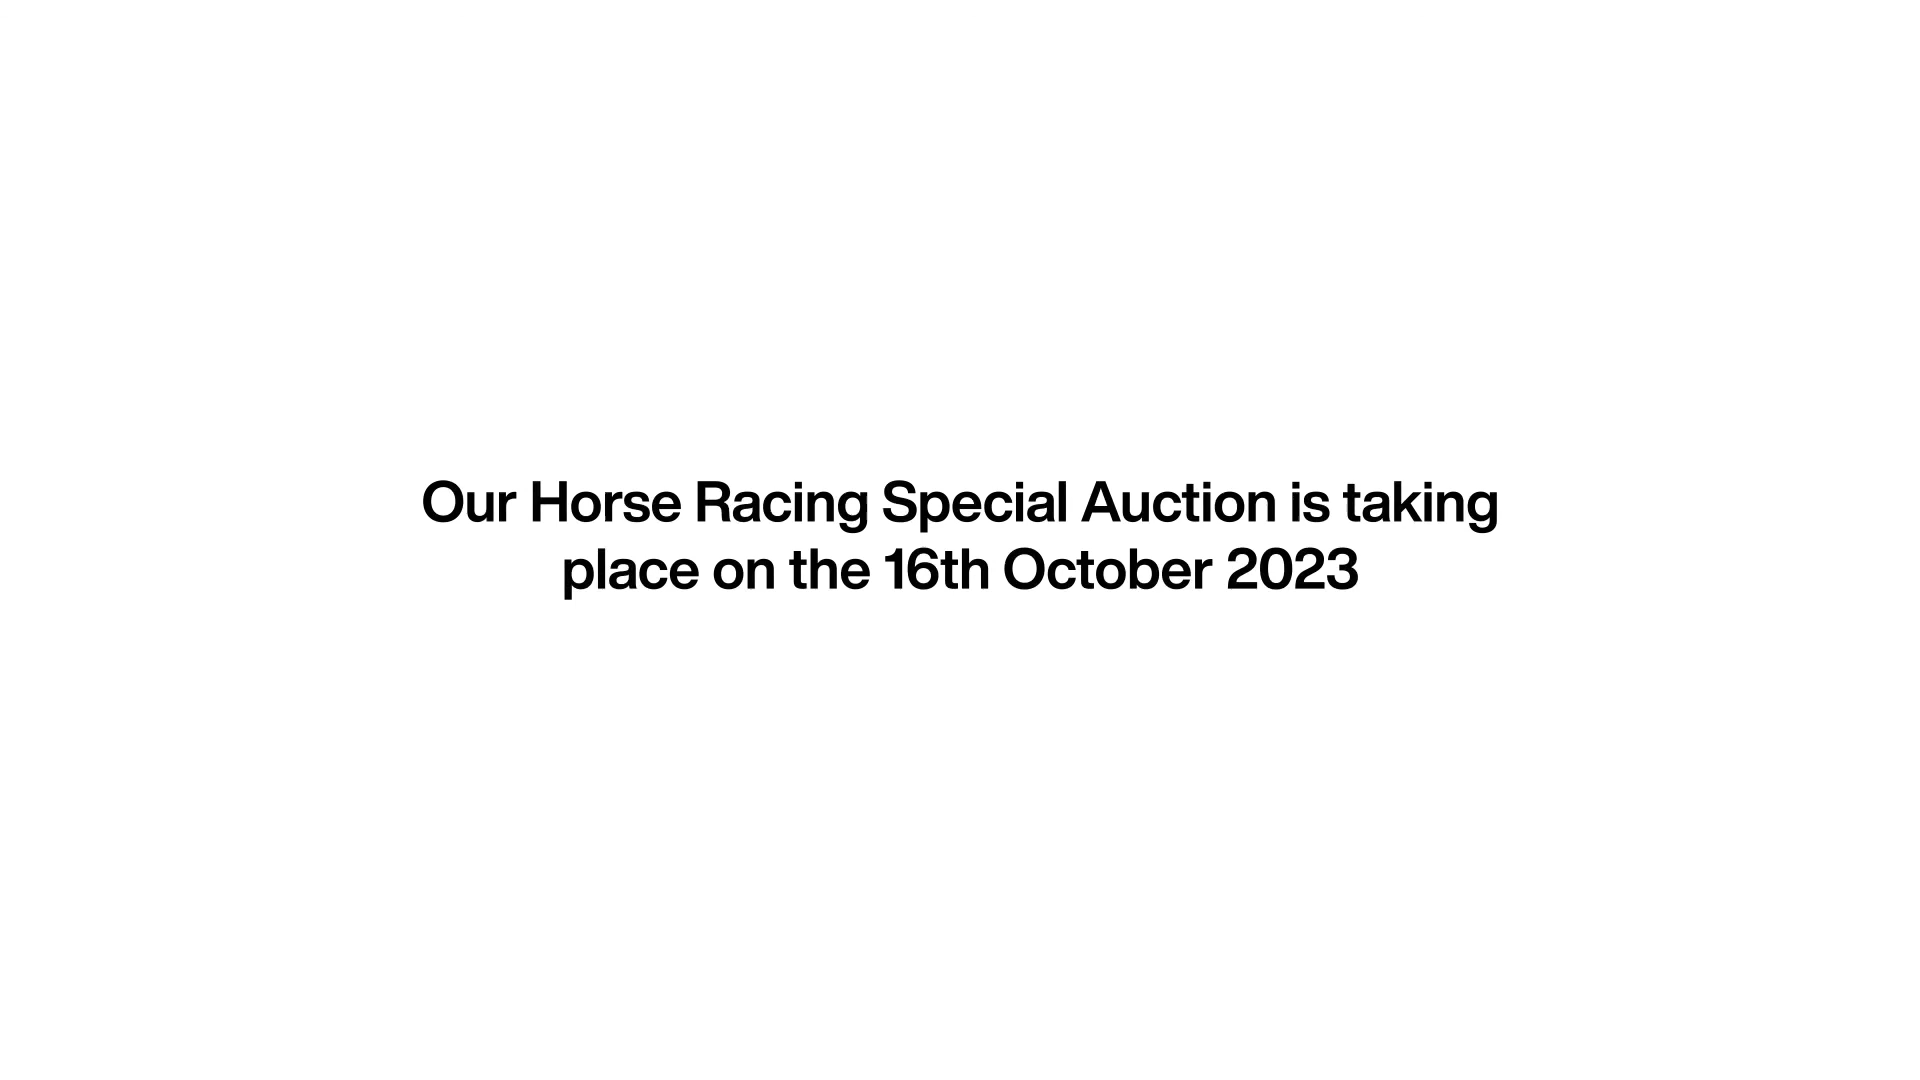 Our Horse Racing Special Auction is taking
place on the 16th October 2023